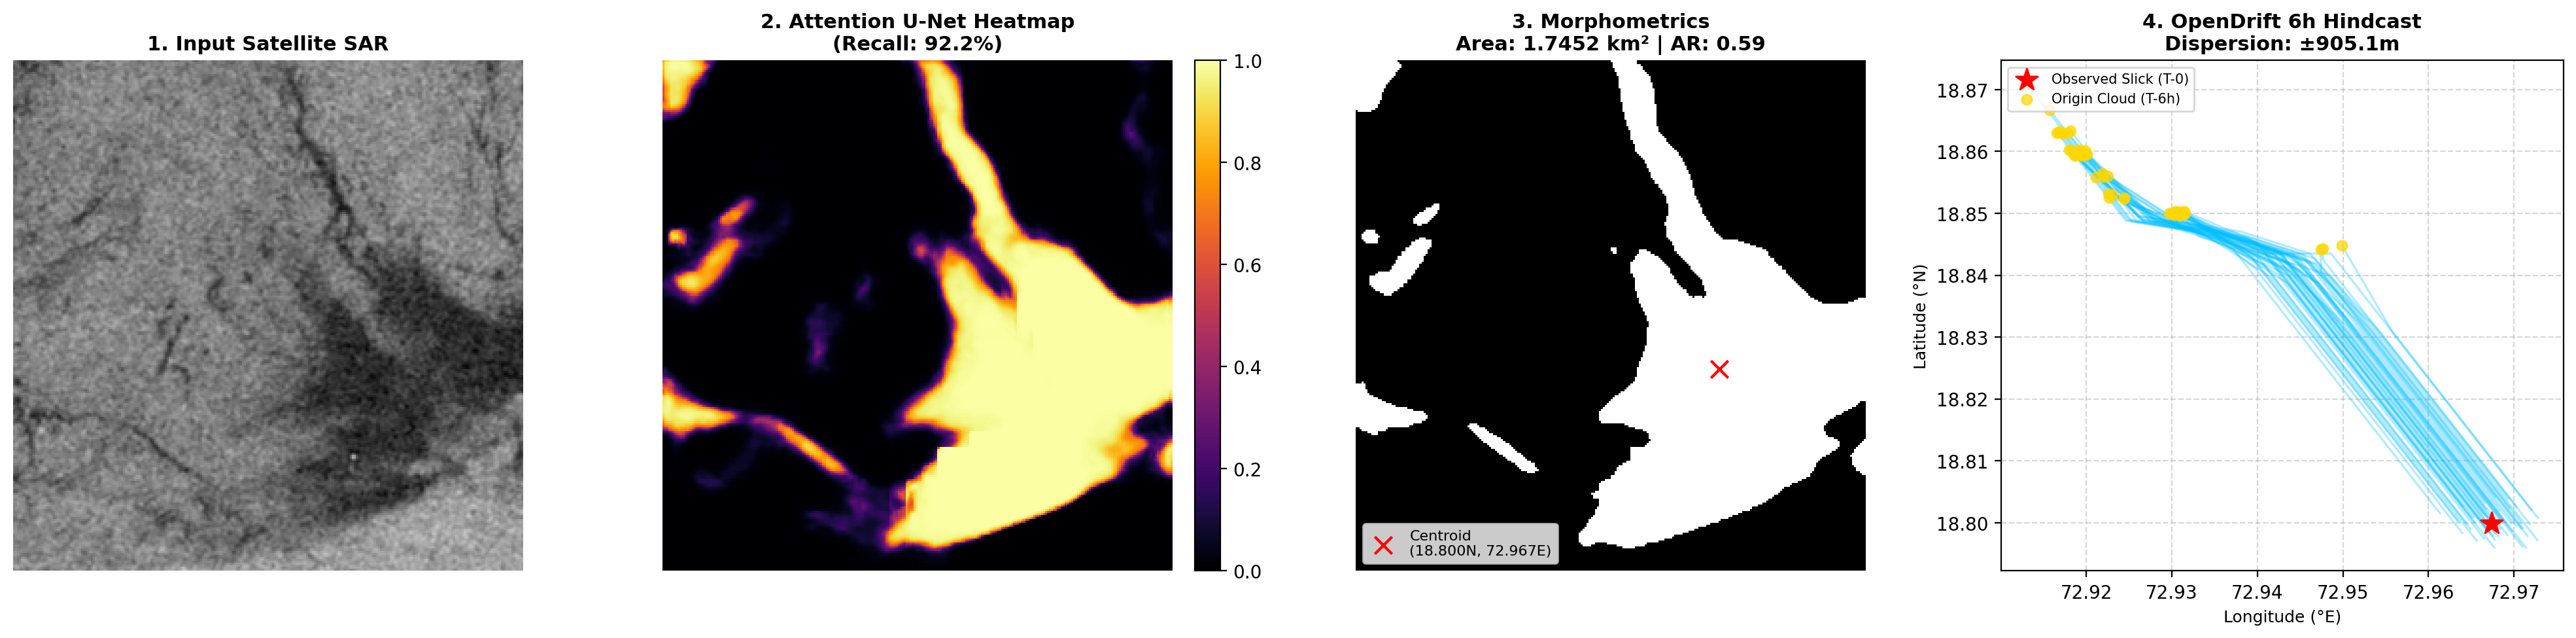 1. Input Satellite SAR
2. Attention U-Net Heatmap
(Recall: 92.2%)
1.0
0.8
0.6
0.4
0.2
0.0
3. Morphometrics
Area: 1.7452 km² | AR: 0.59
Centroid
(18.800N, 72.967E)
4. OpenDrift 6h Hindcast
Dispersion: ±905.1m
Observed Slick (T-0)
Origin Cloud (T-6h)
Latitude (°N)
18.87
18.86
18.85
18.84
18.83
18.82
18.81
18.80
72.92 72.93 72.94 72.95 72.96 72.97
Longitude (°E)